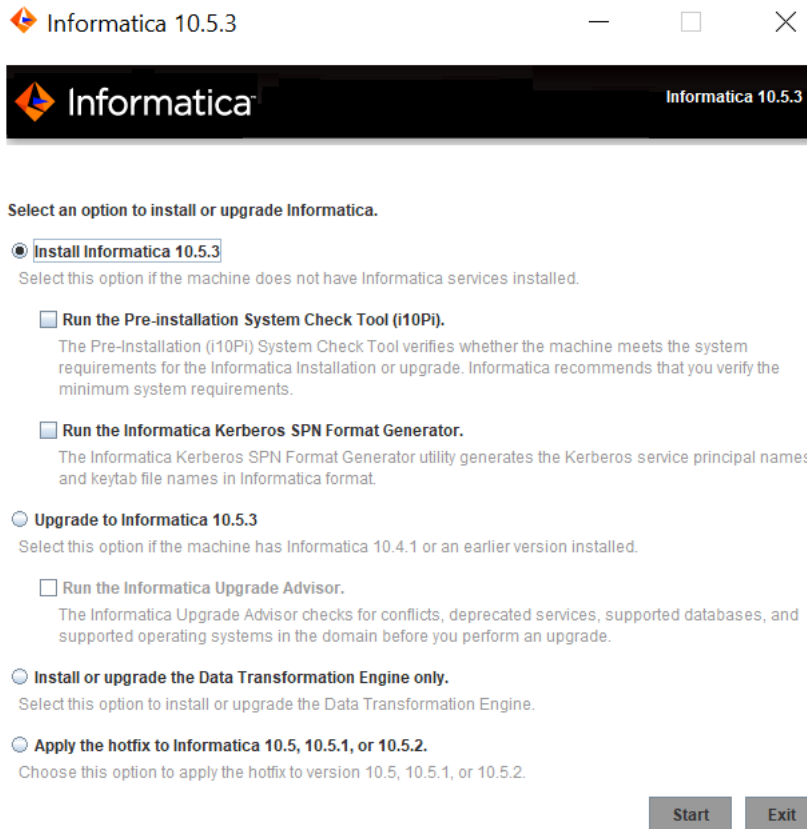 Informatica 10.5.3
Informatica
Informatica 10.5.3
Select an option to install or upgrade Informatica.
Install Informatica 10.5.3
Select this option if the machine does not have Informatica services installed.
Run the Pre-installation System Check Tool (i10Pi).
The Pre-Installation (i10Pi) System Check Tool verifies whether the machine meets the system
requirements for the Informatica Installation or upgrade. Informatica recommends that you verify the
minimum system requirements.
Run the Informatica Kerberos SPN Format Generator.
The Informatica Kerberos SPN Format Generator utility generates the Kerberos service principal names
and keytab file names in Informatica format.
Upgrade to Informatica 10.5.3
Select this option if the machine has Informatica 10.4.1 or an earlier version installed.
Run the Informatica Upgrade Advisor.
The Informatica Upgrade Advisor checks for conflicts, deprecated services, supported databases, and
supported operating systems in the domain before you perform an upgrade.
Install or upgrade the Data Transformation Engine only.
Select this option to install or upgrade the Data Transformation Engine.
Apply the hotfix to Informatica 10.5, 10.5.1, or 10.5.2.
Choose this option to apply the hotfix to version 10.5, 10.5.1, or 10.5.2.
Start Exit